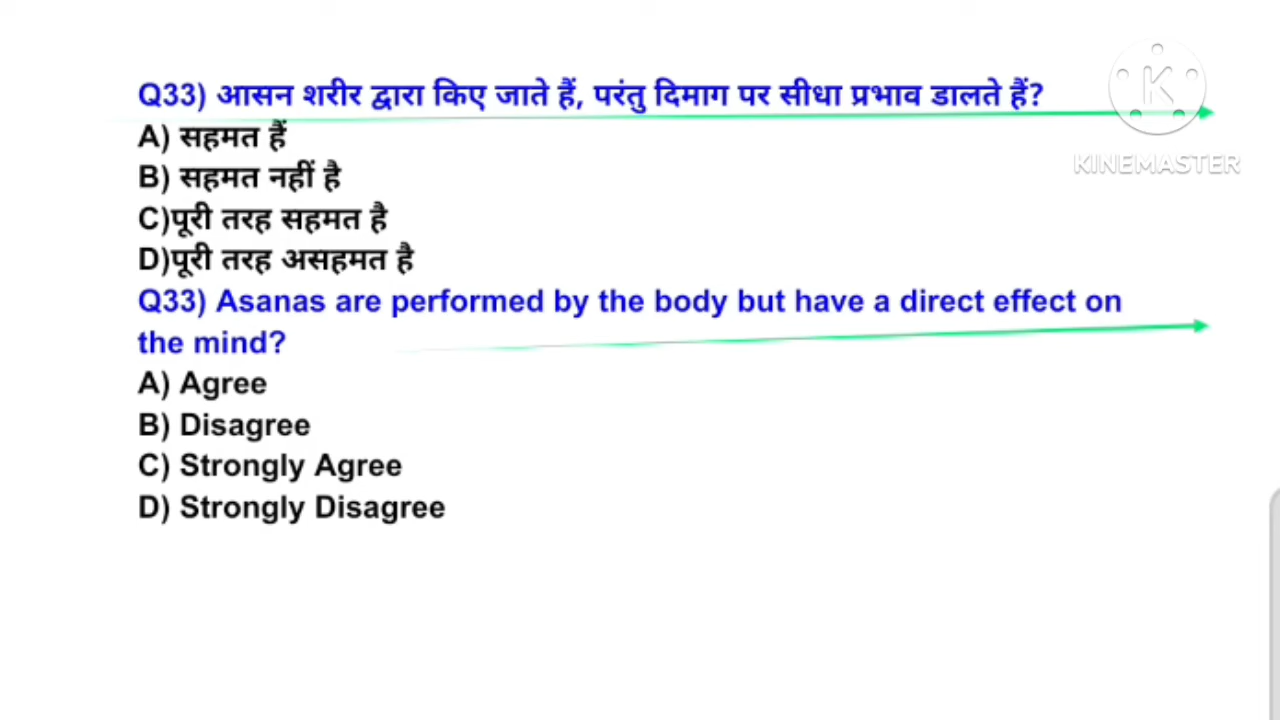 Q33) आसन शरीर द्वारा किए जाते हैं, परंतु दिमाग पर सीधा प्रभाव डालते हैं?
A) सहमत हैं
B) सहमत नहीं है
C)पूरी तरह सहमत है
D)पूरी तरह असहमत है
Q33) Asanas are performed by the body but have a direct effect on
the mind?
A) Agree
B) Disagree
C) Strongly Agree
D) Strongly Disagree
K
KINEMASTER